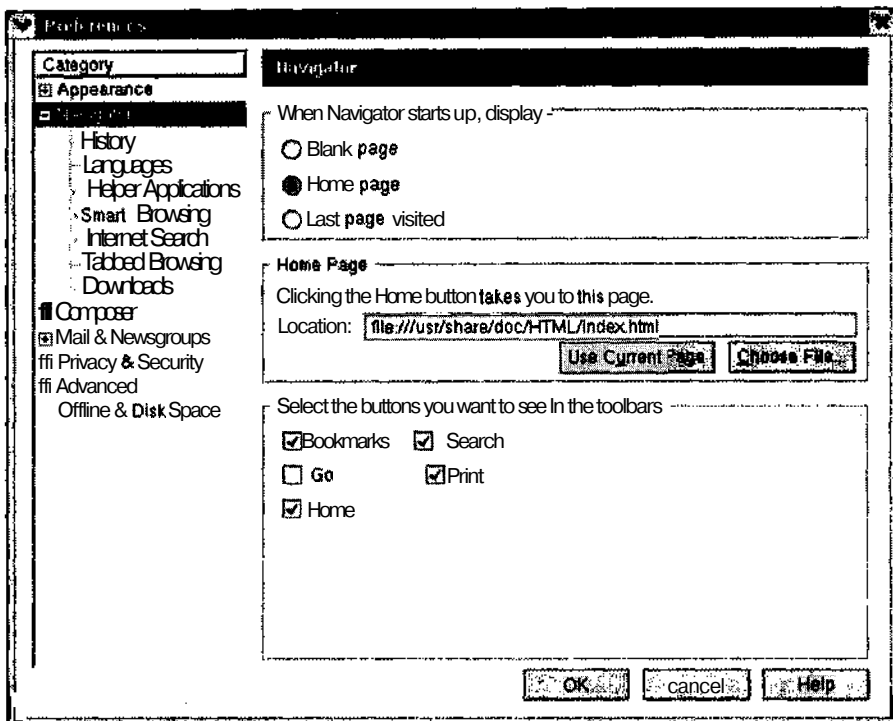 Preferences
Category
Appearance
Navigator
History
Languages
Helper Applications
Smart Browsing
Internet Search
Tabbed Browsing
Downloads
Composer
Mail & Newsgroups
Privacy & Security
Advanced
Offline & Disk Space
Navigator
When Navigator starts up, display
Blank page
Home page
Last page visited
Home Page
Clicking the Home button takes you to this page.
Location: file:///usr/share/doc/HTML/index.html
Use Current Page Choose File...
Select the buttons you want to see In the toolbars
Bookmarks Search
Go Print
Home
OK cancel Help